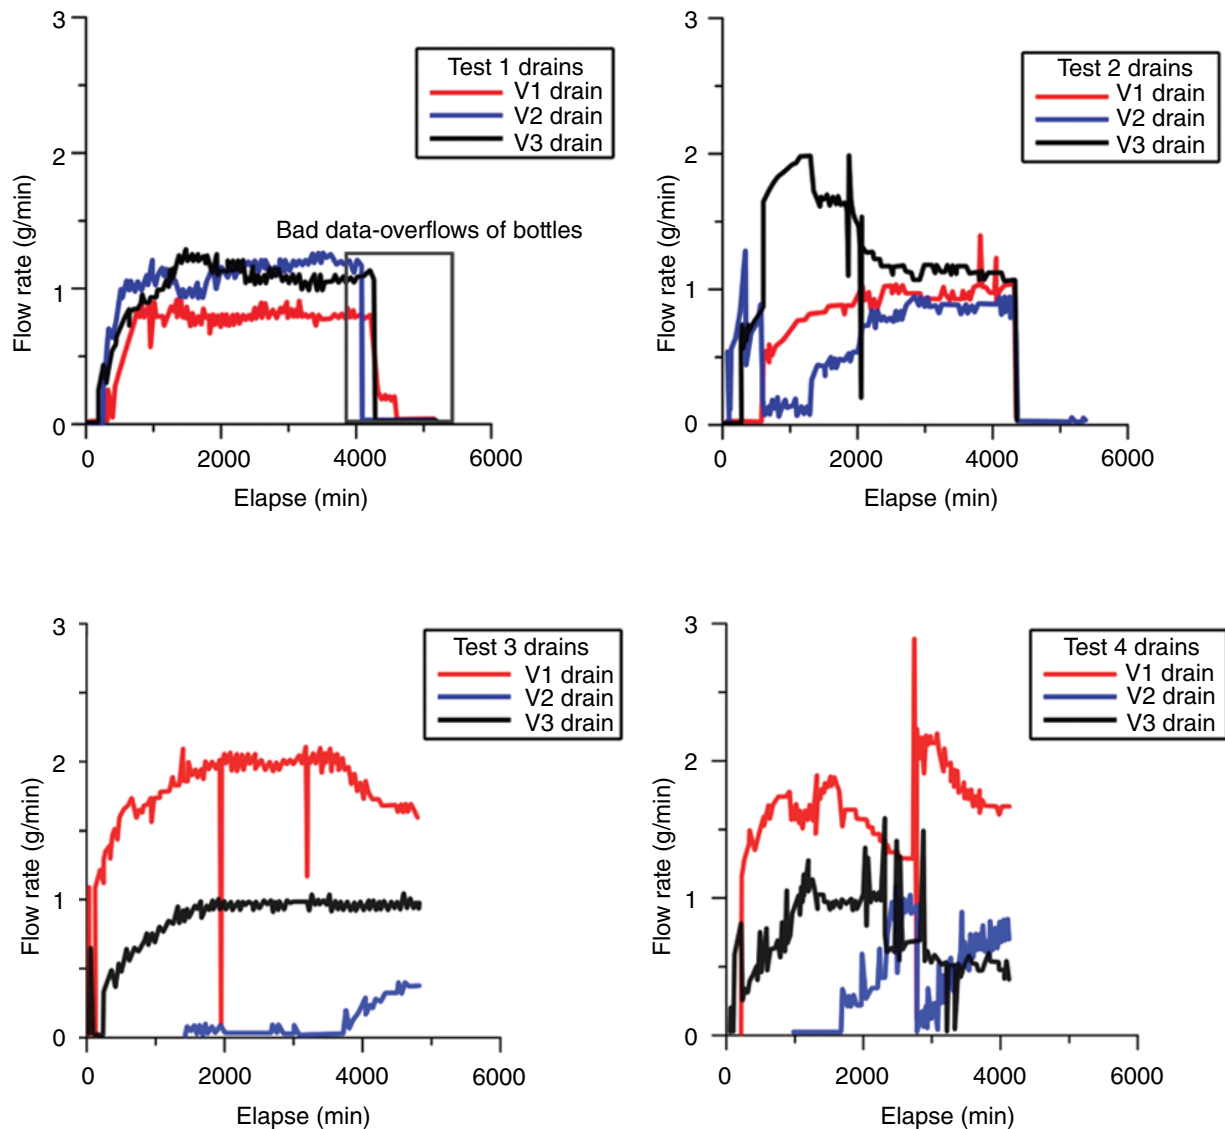 3
Test 1 drains
V1 drain
V2 drain
V3 drain
2
Bad data-overflows of bottles
1
0
Flow rate (g/min)
0 2000 4000 6000
Elapse (min)
3
Test 2 drains
V1 drain
V2 drain
V3 drain
2
1
0
Flow rate (g/min)
0 2000 4000 6000
Elapse (min)
3
Test 3 drains
V1 drain
V2 drain
V3 drain
2
1
0
Flow rate (g/min)
0 2000 4000 6000
Elapse (min)
3
Test 4 drains
V1 drain
V2 drain
V3 drain
2
1
0
Flow rate (g/min)
0 2000 4000 6000
Elapse (min)